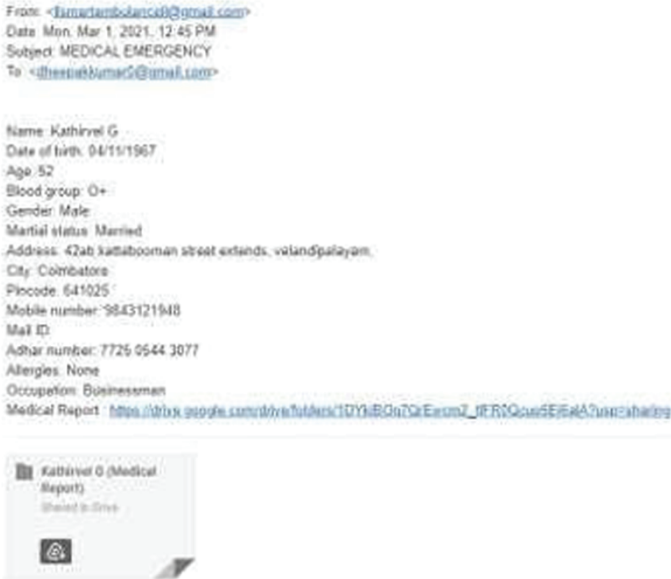 From: <
Date: Mon, Mar 1, 2021, 12:45 PM
Subject: MEDICAL EMERGENCY
To: <
Name: Kathirvel G
Date of birth: 04/11/1967
Age: 52
Blood group: O+
Gender: Male
Martial status: Married
Address: 42ab kattabooman street extends, velandipalayam,
City: Coimbatore
Pincode: 641025
Mobile number: 9843121948
Mail ID:
Adhar number: 7725 0544 3077
Allergies: None
Occupation: Businessman
Medical Report :
Kathirvel G (Medical
Report)
Shared in Drive